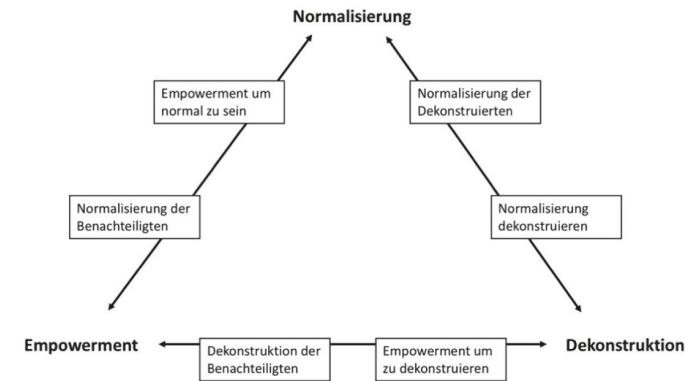 Normalisierung
Empowerment um
normal zu sein
Normalisierung der
Dekonstruierten
Normalisierung der
Benachteiligten
Normalisierung
dekonstruieren
Empowerment
Dekonstruktion der
Benachteiligten
Empowerment um
zu dekonstruieren
Dekonstruktion